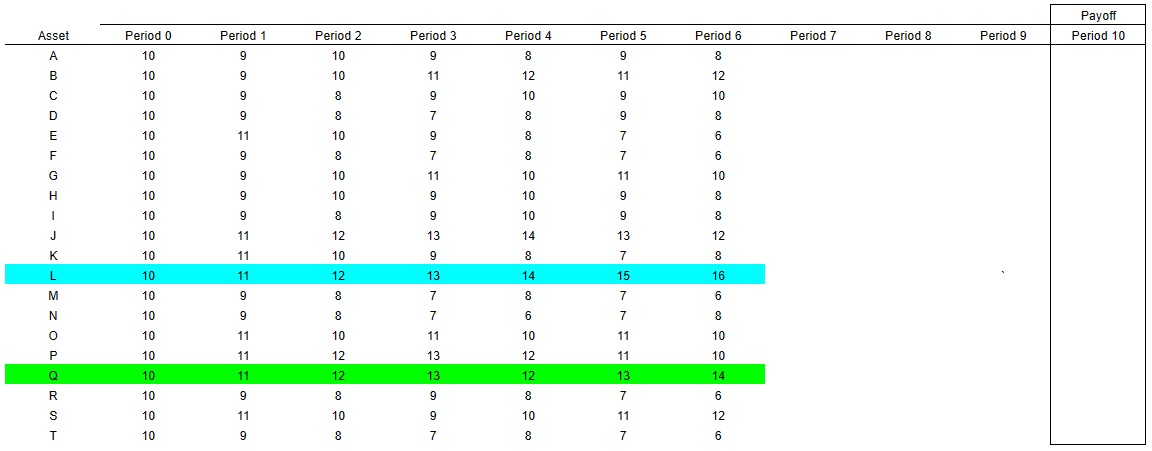 Payoff
Asset Period 0 Period 1 Period 2 Period 3 Period 4 Period 5 Period 6 Period 7 Period 8 Period 9 Period 10
A 10 9 10 9 8 9 8
B 10 9 10 11 12 11 12
C 10 9 8 9 10 9 10
D 10 9 8 7 8 9 8
E 10 11 10 9 8 7 6
F 10 9 8 7 8 7 6
G 10 9 10 11 10 11 10
H 10 9 10 9 10 9 8
I 10 9 8 9 10 9 8
J 10 11 12 13 14 13 12
K 10 11 10 9 8 7 8
L 10 11 12 13 14 15 16 `
M 10 9 8 7 8 7 6
N 10 9 8 7 6 7 8
O 10 11 10 11 10 11 10
P 10 11 12 13 12 11 10
Q 10 11 12 13 12 13 14
R 10 9 8 9 8 7 6
S 10 11 10 9 10 11 12
T 10 9 8 7 8 7 6